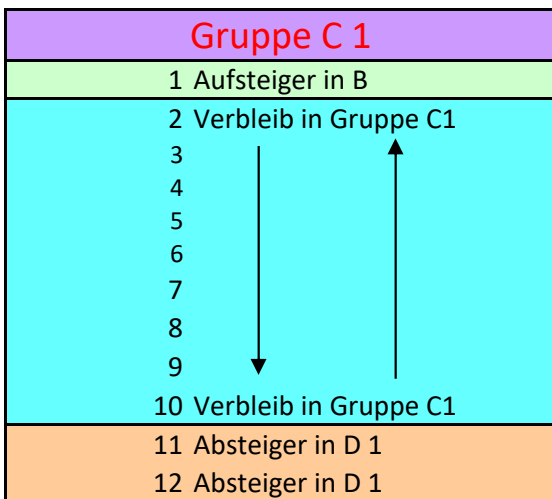 Gruppe C 1
1 Aufsteiger in B
2 Verbleib in Gruppe C1
3
4
5
6
7
8
9
10 Verbleib in Gruppe C1
11 Absteiger in D 1
12 Absteiger in D 1